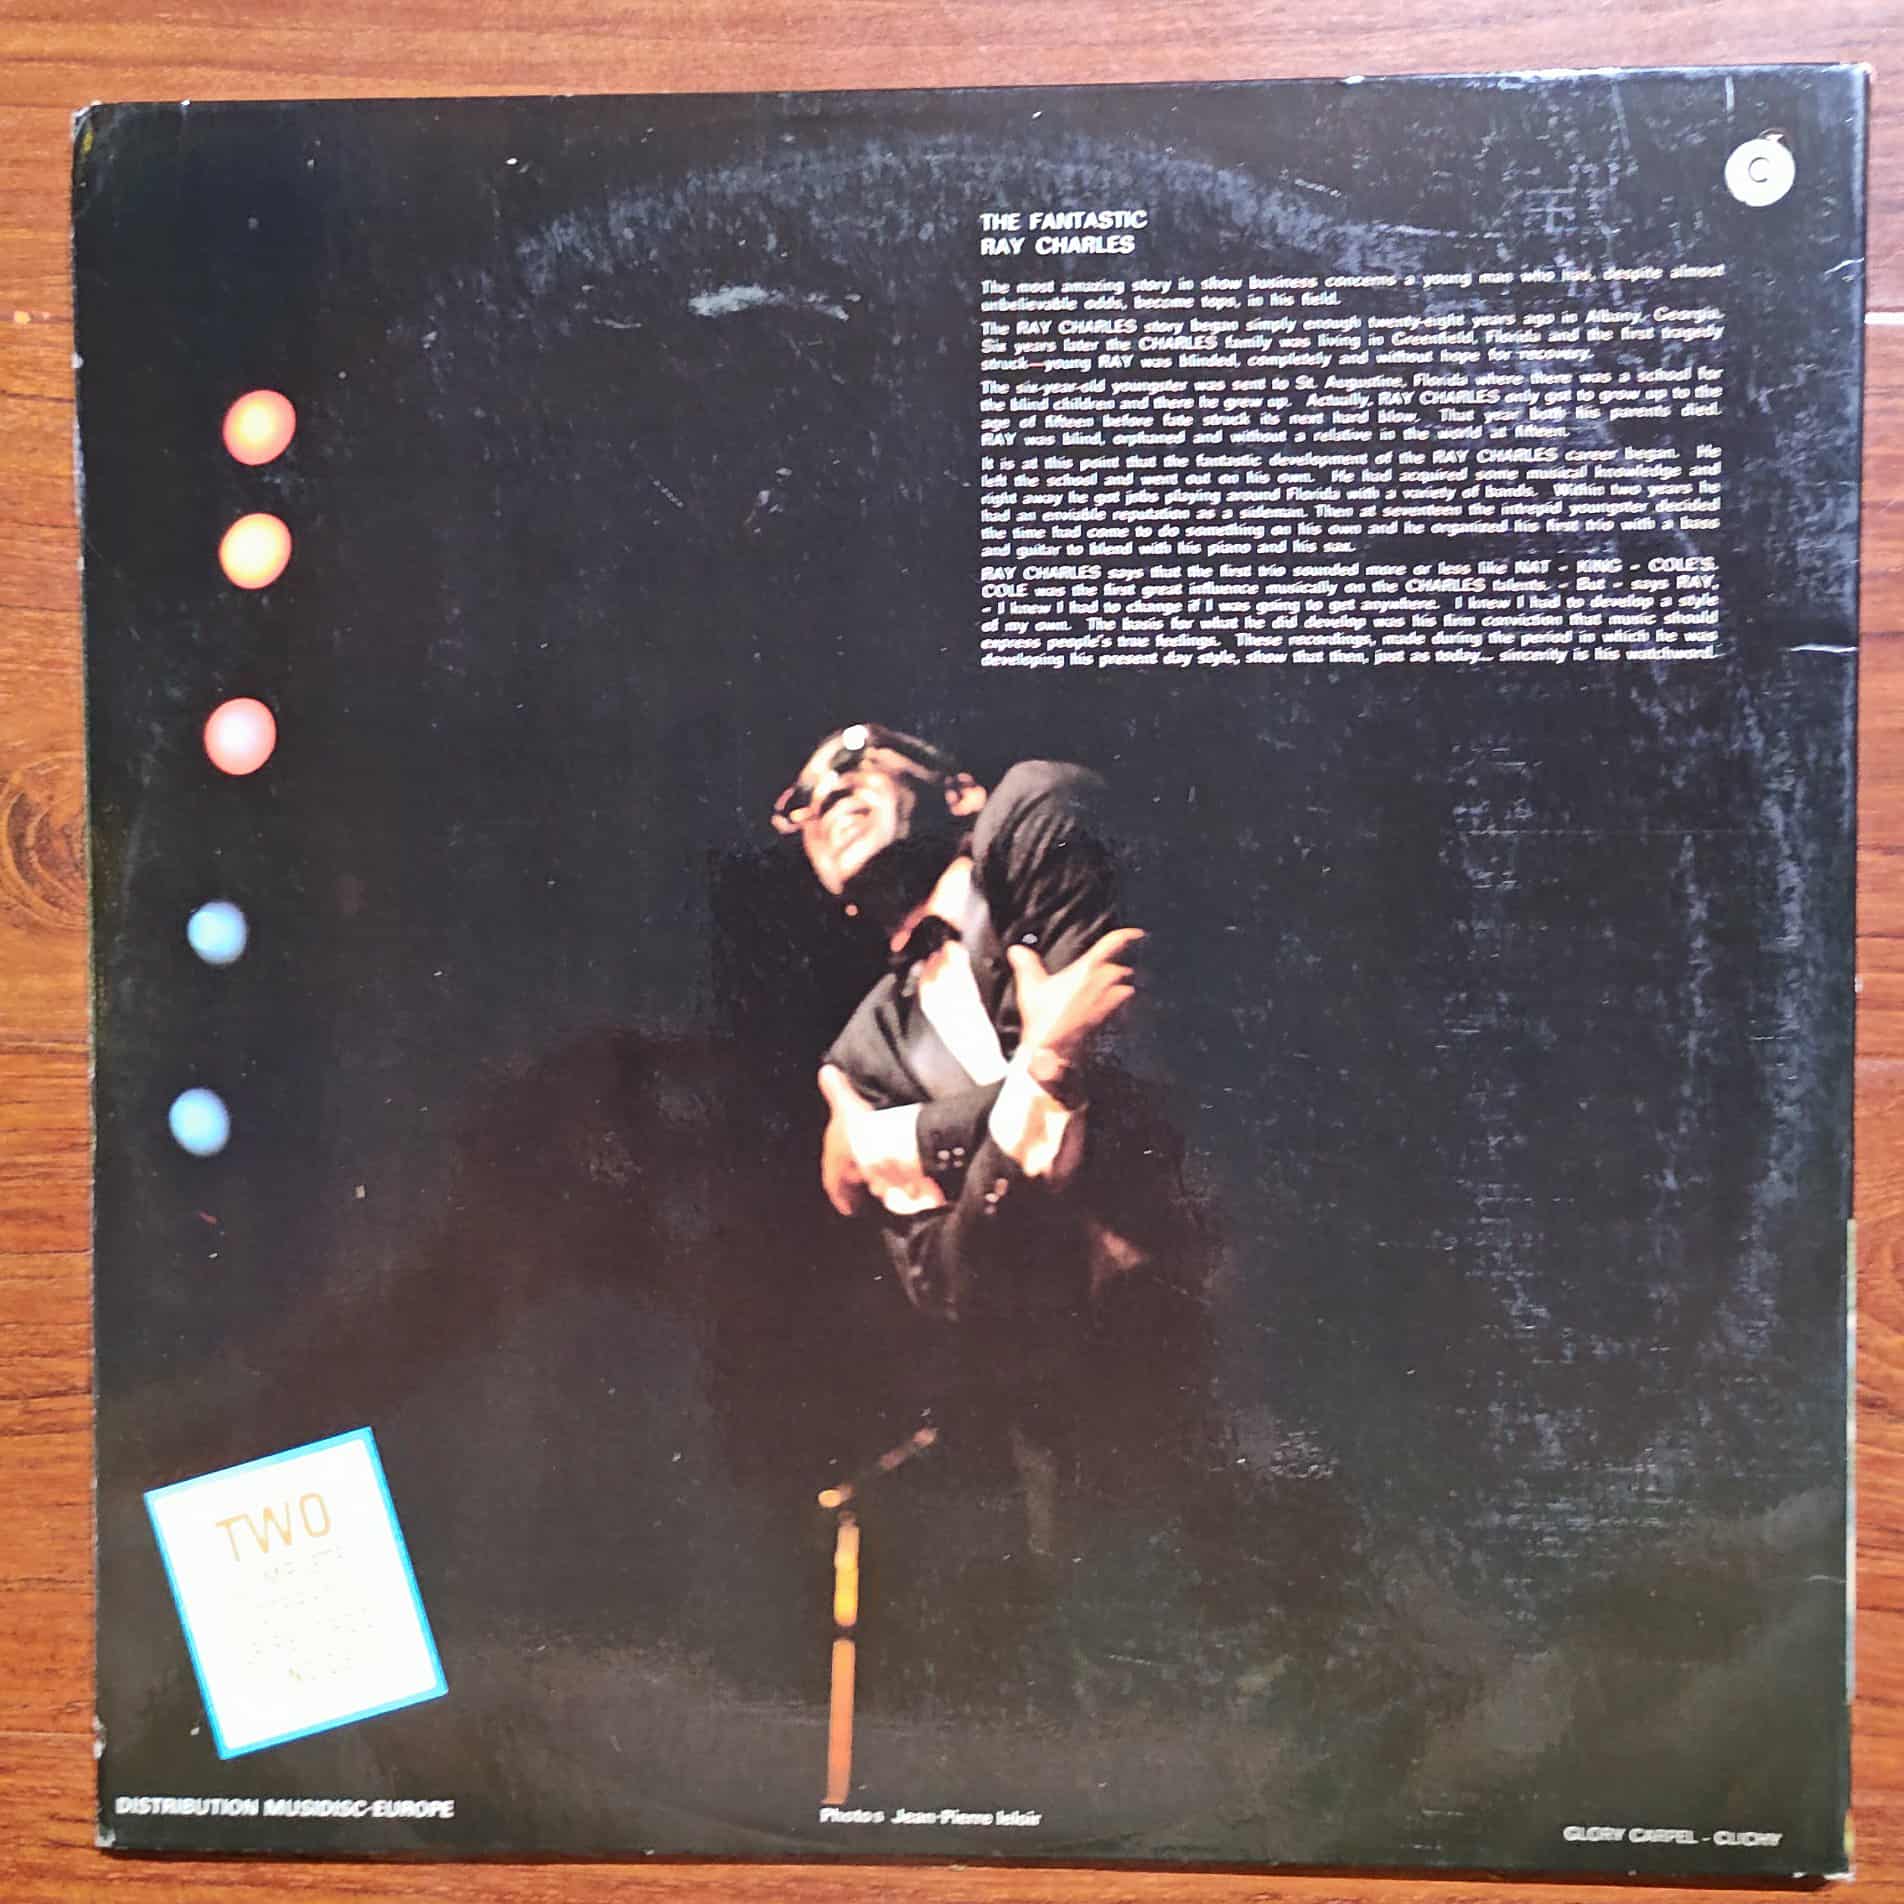 C
THE FANTASTIC
RAY CHARLES
The most amazing story in show business concerns a young man who has, despite almost
unbelievable odds, become tops, in his field.
The RAY CHARLES story began simply enough twenty-eight years ago in Albany, Georgia.
Six years later the CHARLES family was living in Greenfield, Florida and the first tragedy
struck—young RAY was blinded, completely and without hope for recovery.
The six-year-old youngster was sent to St. Augustine, Florida where there was a school for
the blind children and there he grew up. Actually, RAY CHARLES only got to grow up to the
age of fifteen before fate struck its next hard blow. That year both his parents died.
RAY was blind, orphaned and without a relative in the world at fifteen.
It is at this point that the fantastic development of the RAY CHARLES career began. He
left the school and went out on his own. He had acquired some musical knowledge and
right away he got jobs playing around Florida with a variety of bands. Within two years he
had an enviable reputation as a sideman. Then at seventeen the intrepid youngster decided
the time had come to do something on his own and he organized his first trio with a bass
and guitar to blend with his piano and his sax.
RAY CHARLES says that the first trio sounded more or less like NAT - KING - COLE'S.
COLE was the first great influence musically on the CHARLES talents. - But - says RAY,
- I knew I had to change if I was going to get anywhere. I knew I had to develop a style
of my own. The basis for what he did develop was his firm conviction that music should
express people's true feelings. These recordings, made during the period in which he was
developing his present day style, show that then, just as today... sincerity is his watchword.
TWO
DISTRIBUTION MUSIDISC-EUROPE
Photos Jean-Pierre leloir
GLORY CARPEL - CLICHY